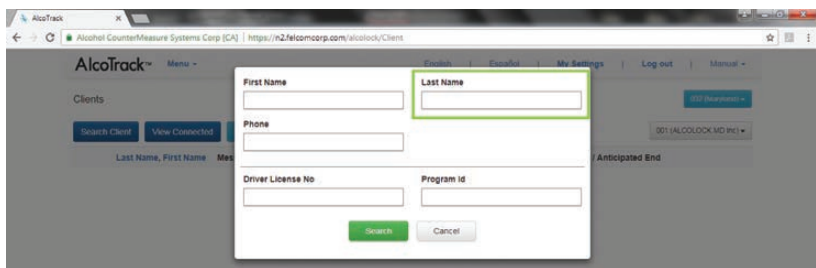 AlcoTrack
Alcohol CounterMeasure Systems Corp [CA] | https://n2.felcomcorp.com/alcolock/Client
AlcoTrack™ Menu English | Español | My Settings | Log out | Manual
First Name Last Name
Clients
Phone
Search Client View Connected 001 (ALCOLOCK MD Inc)
Last Name, First Name Mes / Anticipated End
Driver License No Program Id
Search Cancel